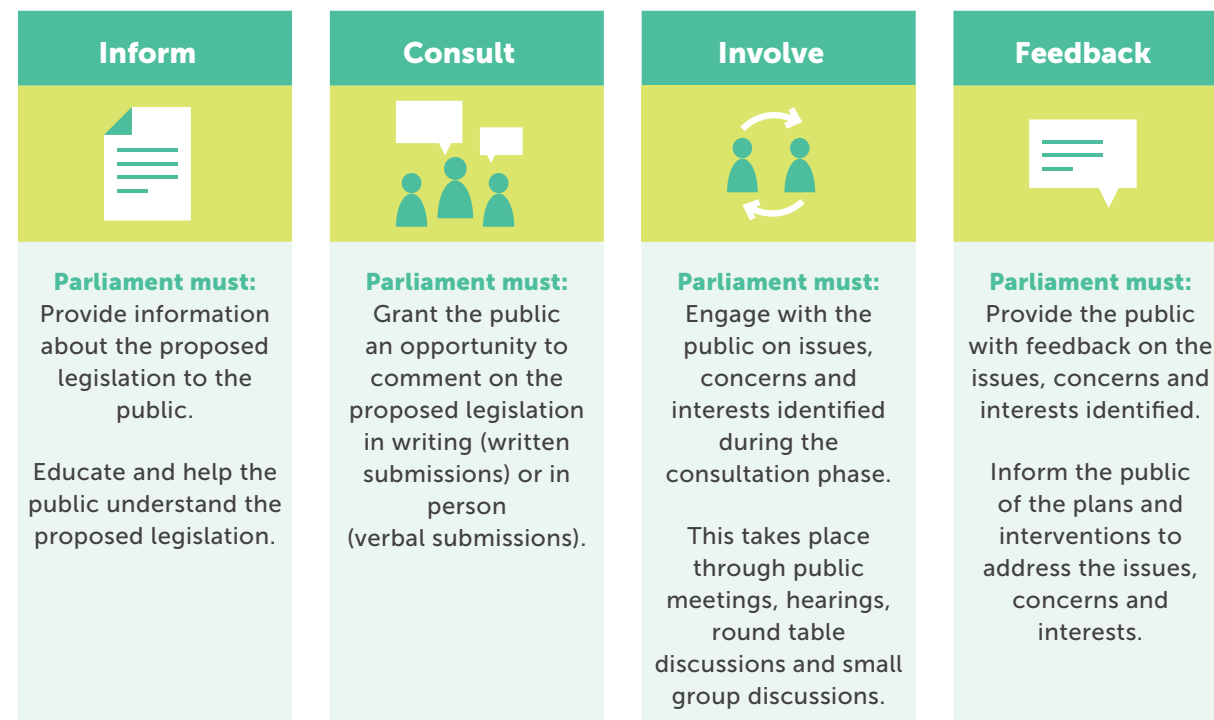 Inform
Parliament must:
Provide information
about the proposed
legislation to the
public.
Educate and help the
public understand the
proposed legislation.
Consult
Parliament must:
Grant the public
an opportunity to
comment on the
proposed legislation
in writing (written
submissions) or in
person
(verbal submissions).
Involve
Parliament must:
Engage with the
public on issues,
concerns and
interests identified
during the
consultation phase.
This takes place
through public
meetings, hearings,
round table
discussions and small
group discussions.
Feedback
Parliament must:
Provide the public
with feedback on the
issues, concerns and
interests identified.
Inform the public
of the plans and
interventions to
address the issues,
concerns and
interests.